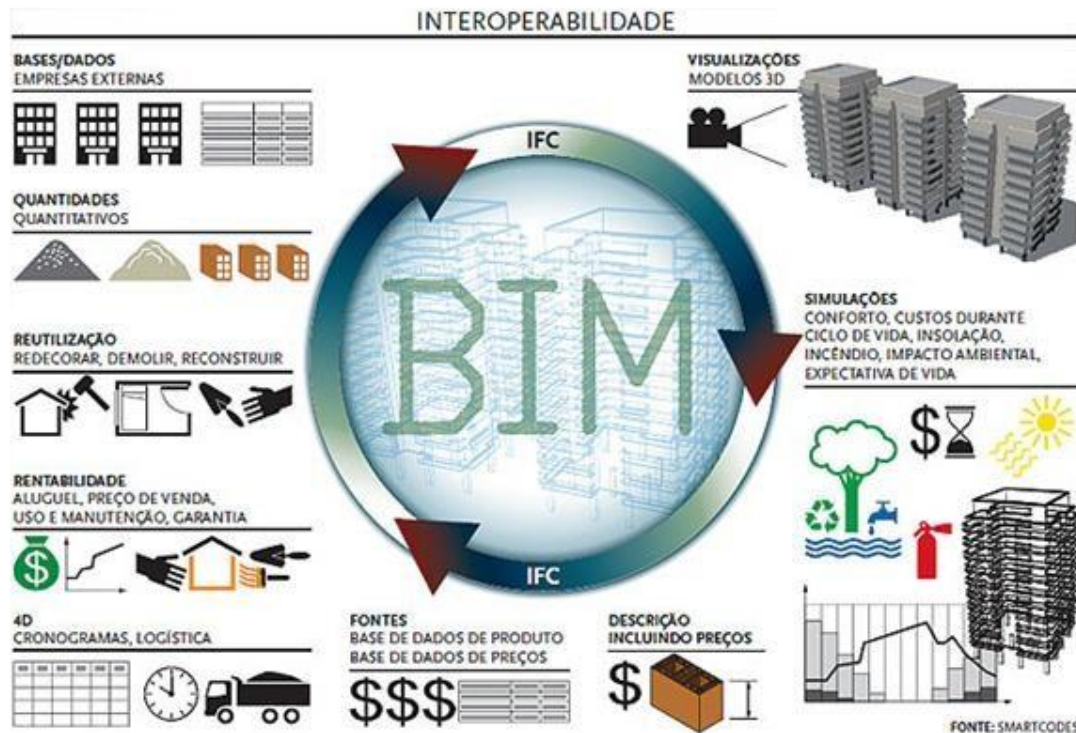 INTEROPERABILIDADE
BASES/DADOS
EMPRESAS EXTERNAS
QUANTIDADES
QUANTITATIVOS
REUTILIZAÇÃO
REDECORAR, DEMOLIR, RECONSTRUIR
RENTABILIDADE
ALUGUEL, PREÇO DE VENDA,
USO E MANUTENÇÃO, GARANTIA
$
4D
CRONOGRAMAS, LOGÍSTICA
IFC
BIM
IFC
FONTES
BASE DE DADOS DE PRODUTO
BASE DE DADOS DE PREÇOS
$$$
DESCRIÇÃO
INCLUINDO PREÇOS
$
VISUALIZAÇÕES
MODELOS 3D
SIMULAÇÕES
CONFORTO, CUSTOS DURANTE
CICLO DE VIDA, INSOLAÇÃO,
INCÊNDIO, IMPACTO AMBIENTAL,
EXPECTATIVA DE VIDA
$
FONTE: SMARTCODES